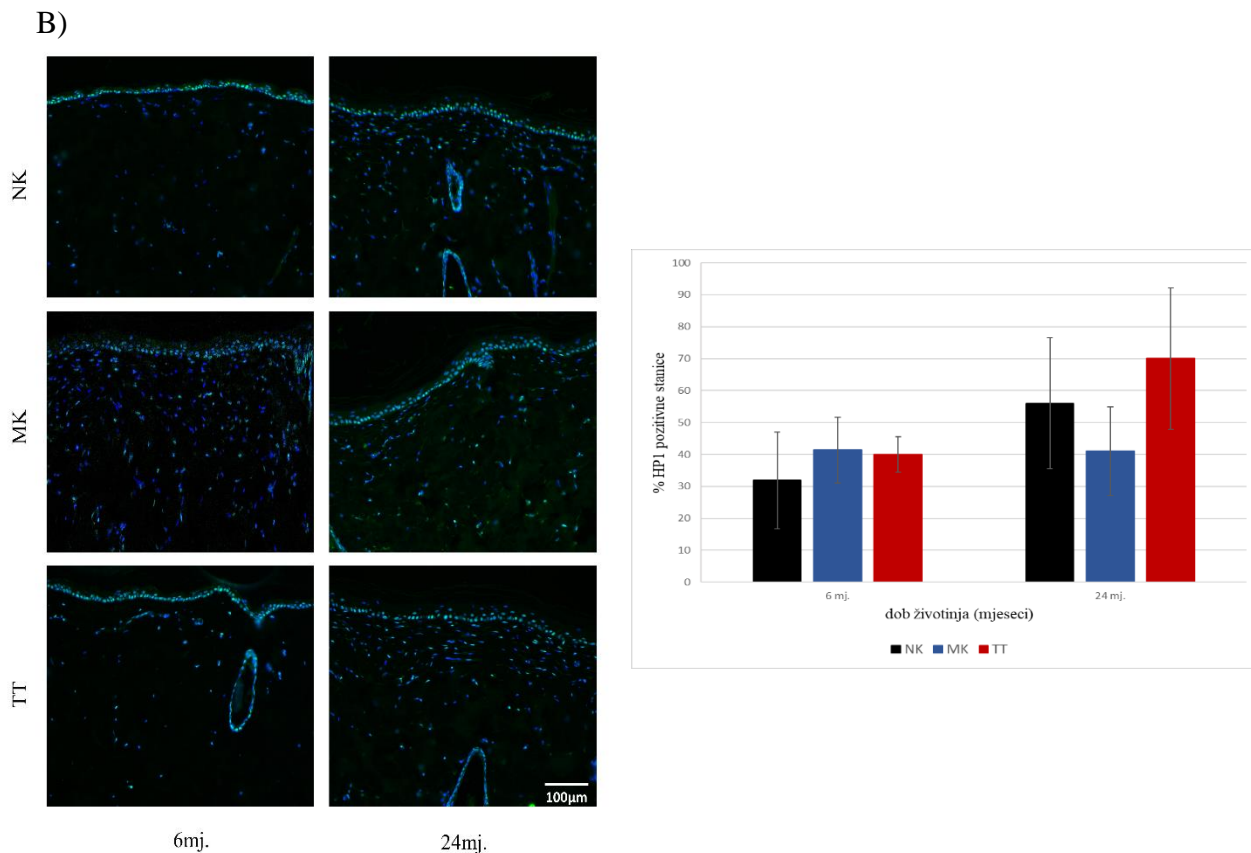 B)
NK
MK
TT
100µm
6mj.
24mj.
% HP1 pozitivne stanice
100
90
80
70
60
50
40
30
20
10
0
6 mj.
24 mj.
dob životinja (mjeseci)
NK MK TT